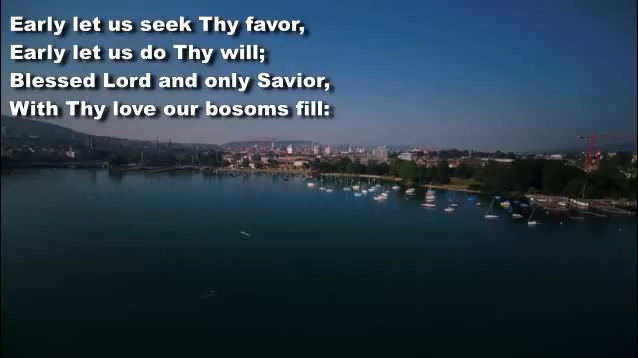 Early let us seek Thy favor,
Early let us do Thy will;
Blessed Lord and only Savior,
With Thy love our bosoms fill: